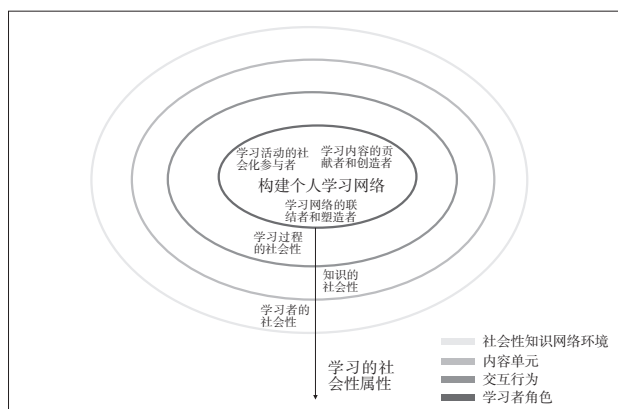 学习活动的社
会化参与者
学习内容的贡
献者和创造者
构建个人学习网络
学习网络的联
结者和塑造者
学习过程
的社会性
知识的
社会性
学习者的
社会性
学习的社
会性属性
社会性知识网络环境
内容单元
交互行为
学习者角色